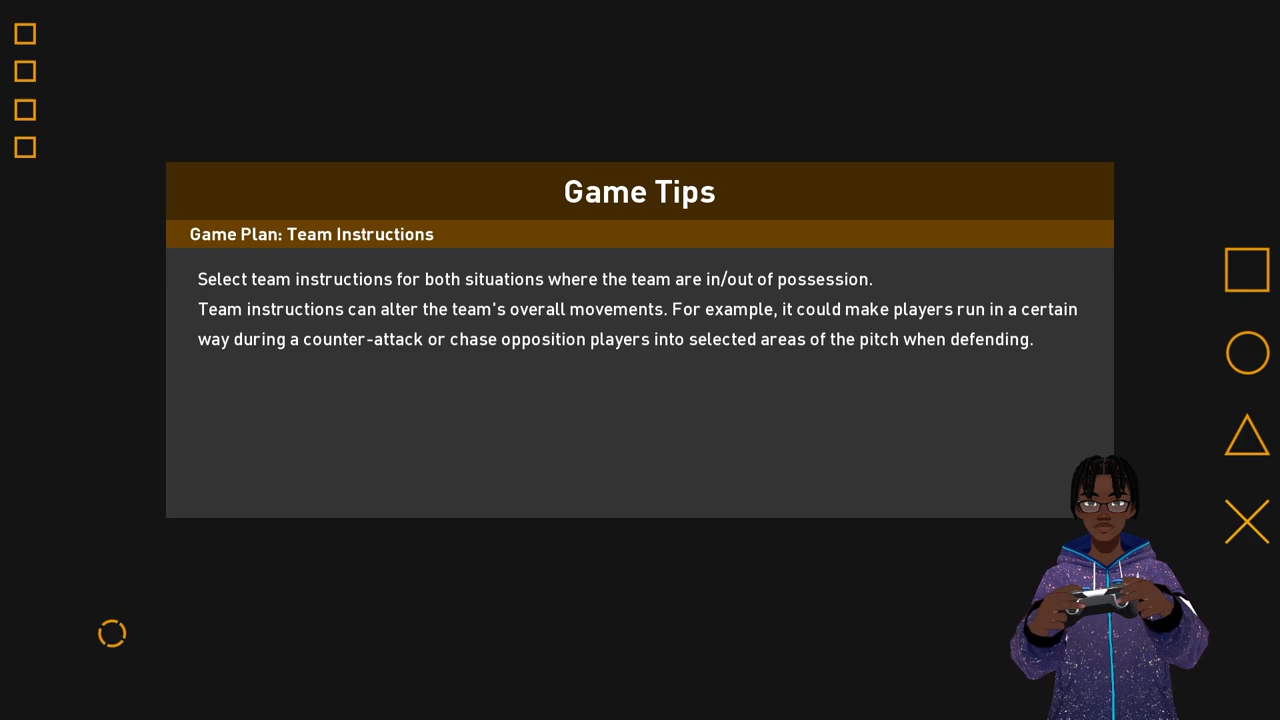 Game Tips
Game Plan: Team Instructions
Select team instructions for both situations where the team are in/out of possession.
Team instructions can alter the team's overall movements. For example, it could make players run in a certain
way during a counter-attack or chase opposition players into selected areas of the pitch when defending.